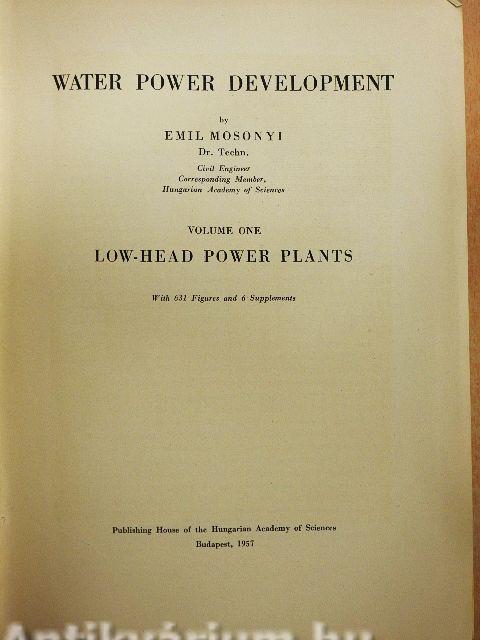 WATER POWER DEVELOPMENT
by
EMIL MOSONYI
Dr. Techn.
Civil Engineer
Corresponding Member,
Hungarian Academy of Sciences
VOLUME ONE
LOW-HEAD POWER PLANTS
With 631 Figures and 6 Supplements
Publishing House of the Hungarian Academy of Sciences
Budapest, 1957
Antikvárium.hu